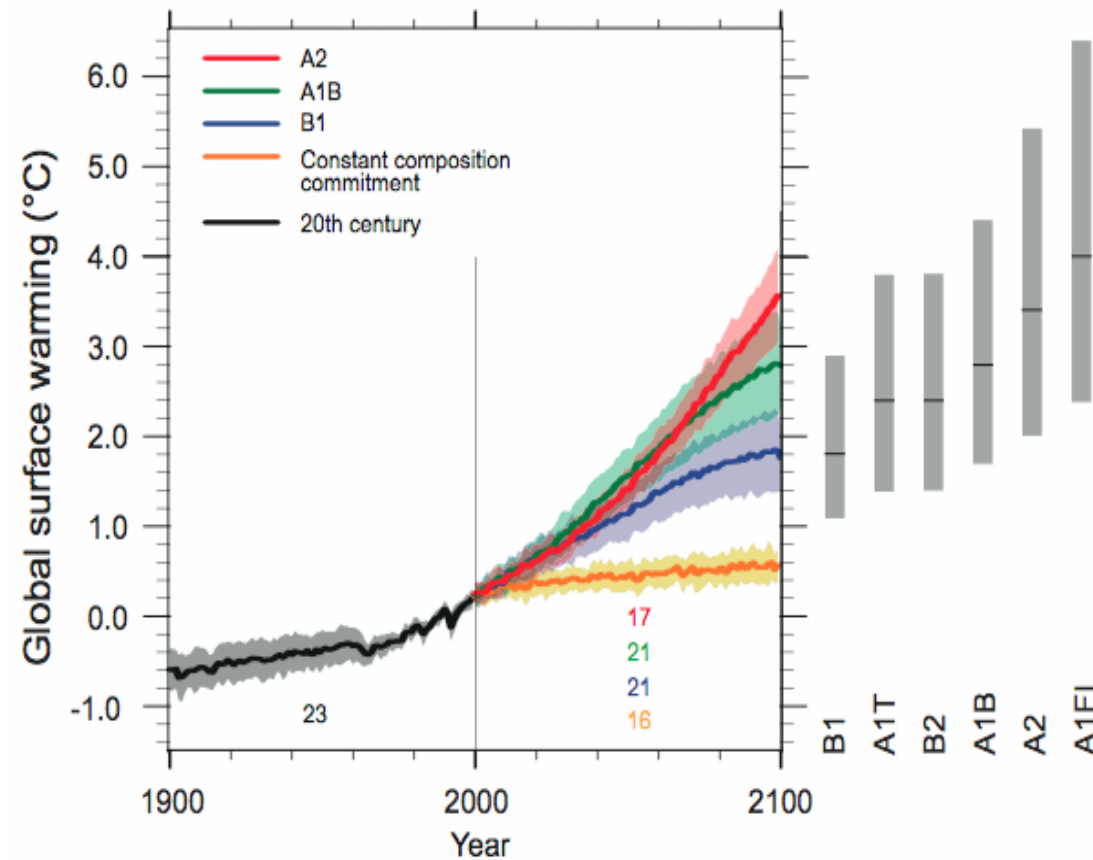 Global surface warming (°C)
6.0
5.0
4.0
3.0
2.0
1.0
0.0
-1.0
A2
A1B
B1
Constant composition
commitment
20th century
23
17
21
21
16
1900
2000
2100
Year
B1
A1T
B2
A1B
A2
A1FI